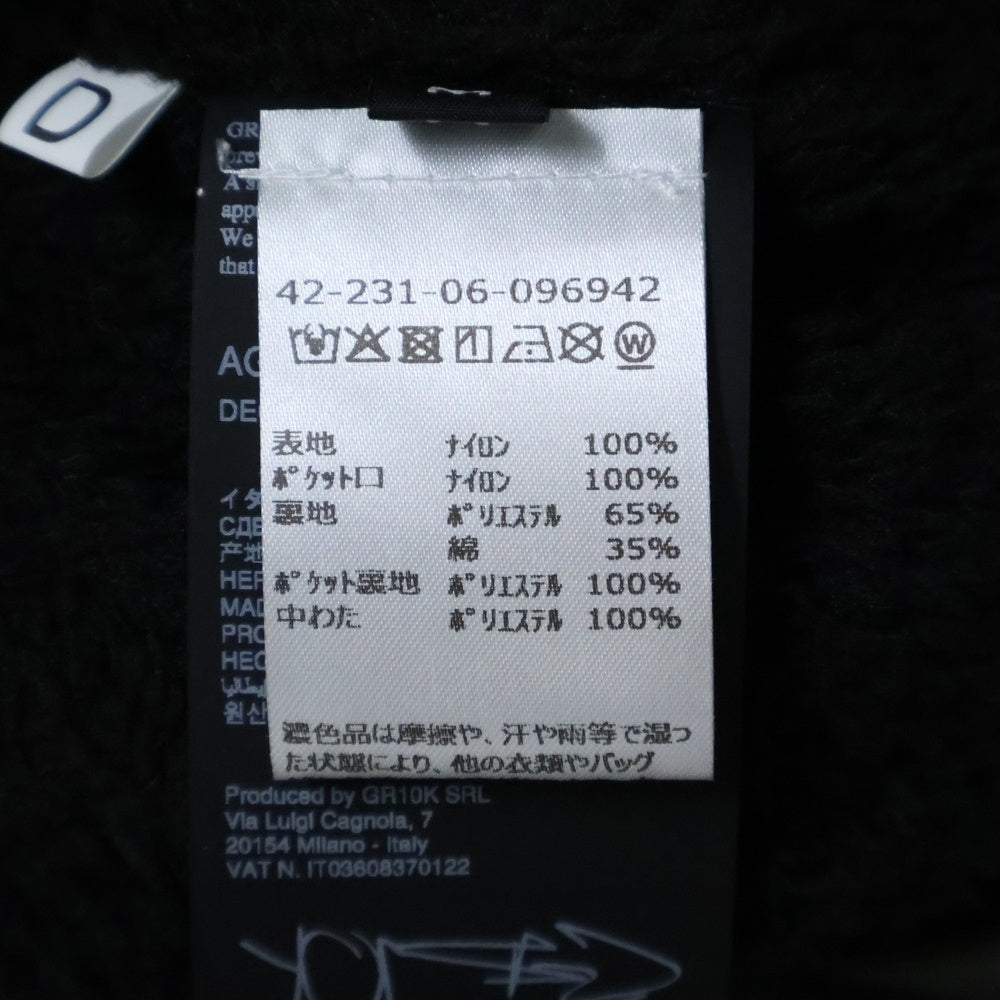 0
GR
prev
A s
app
We
that
42-231-06-096942
W
AC
DE
表地 ナイロン 100%
ポケット口 ナイロン 100%
裏地 ポリエステル 65%
綿 35%
ポケット裏地 ポリエステル 100%
中わた ポリエステル 100%
イタ
СДЕ
产地
HER
MAD
PRO
HEC
원산
濃色品は摩擦や、汗や雨等で湿っ
た状態により、他の衣類やバッグ
Produced by GR10K SRL
Via Luigi Cagnola, 7
20154 Milano - Italy
VAT N. IT03608370122